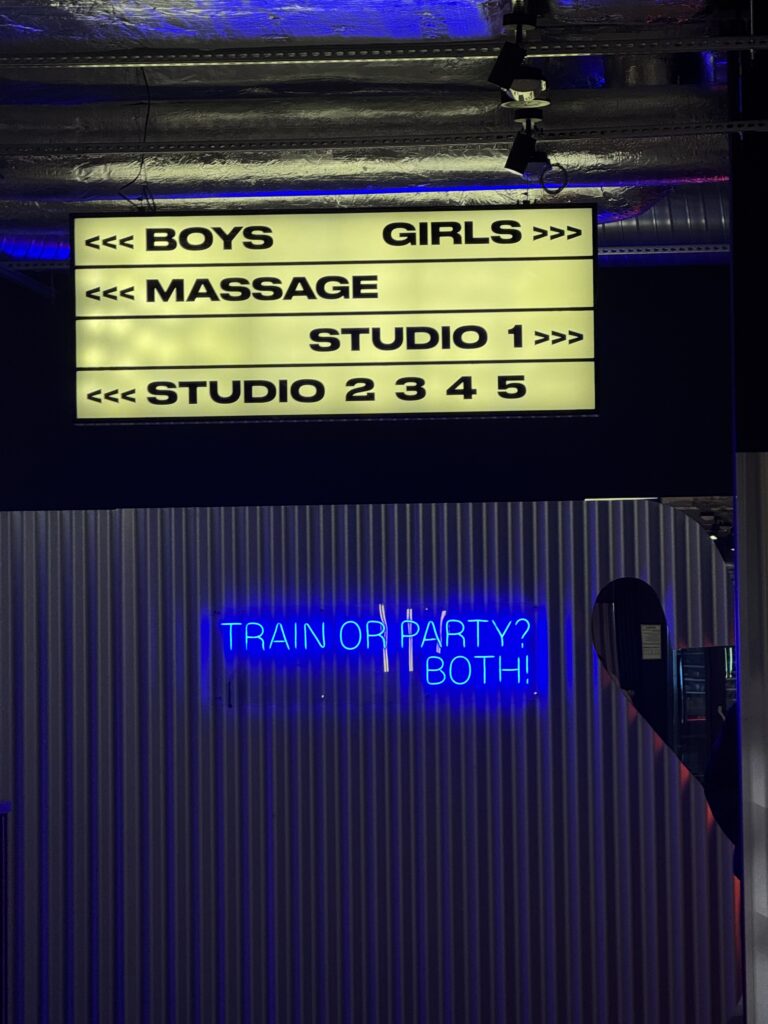 <<< BOYS GIRLS >>>
<<< MASSAGE
STUDIO 1 >>>
<<< STUDIO 2 3 4 5
TRAIN OR PARTY?
BOTH!